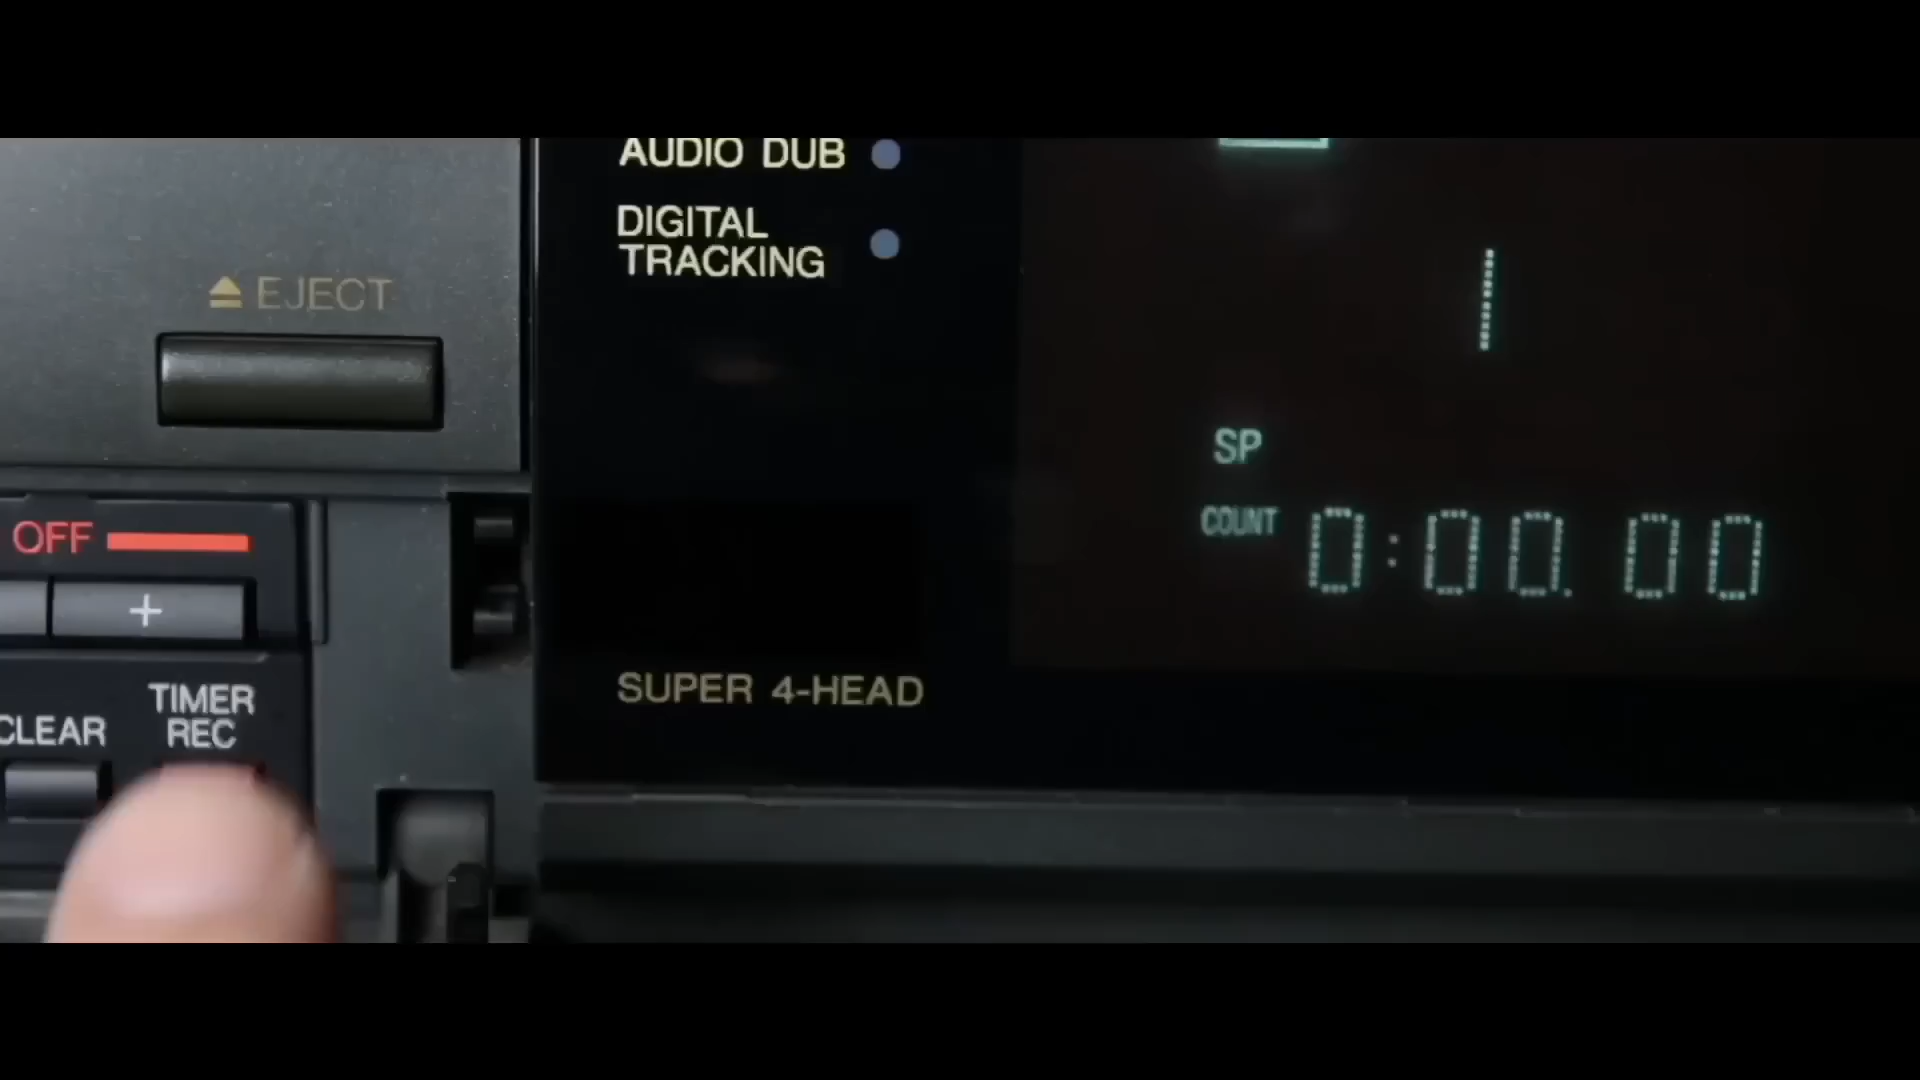 AUDIO DUB
DIGITAL
TRACKING
EJECT
OFF
+
CLEAR
TIMER
REC
SP
COUNT 0:00.00
SUPER 4-HEAD